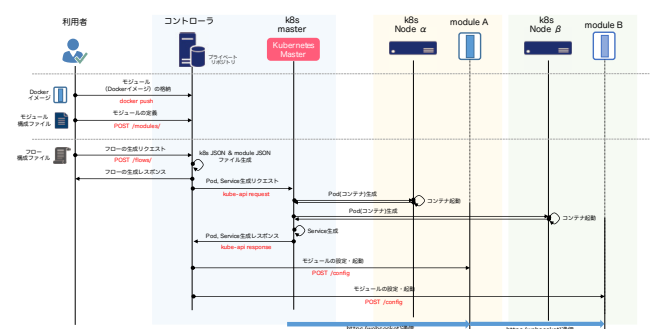 利用者
コントローラ
k8s
master
k8s
Node α
module A
k8s
Node β
module B
Kubernetes
Master
プライベート
リポジトリ
Docker
イメージ
モジュール
(Dockerイメージ) の格納
docker push
モジュール
構成ファイル
モジュールの定義
POST /modules/
フロー
構成ファイル
フローの生成リクエスト
POST /flows/
k8s JSON & module JSON
ファイル生成
フローの生成レスポンス
Pod, Service生成リクエスト
kube-api request
Pod(コンテナ)生成
コンテナ起動
Pod(コンテナ)生成
コンテナ起動
Service生成
Pod, Service生成レスポンス
kube-api response
モジュールの設定・起動
POST /config
モジュールの設定・起動
POST /config